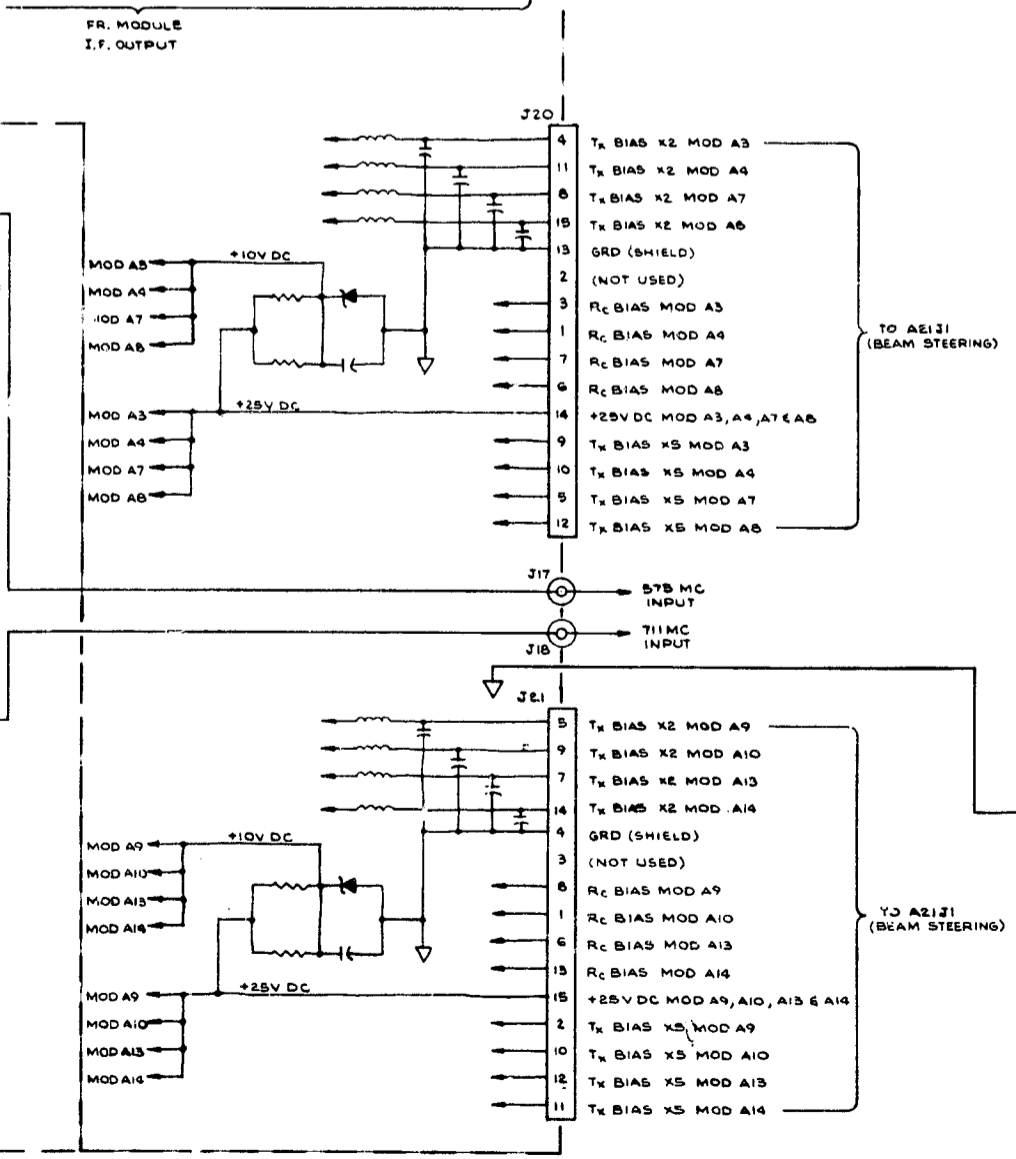 FR. MODULE
I.F. OUTPUT
J20
4 Tx BIAS X2 MOD A3
11 Tx BIAS X2 MOD A4
8 Tx BIAS X2 MOD A7
15 Tx BIAS X2 MOD A8
13 GRD (SHIELD)
2 (NOT USED)
3 Rc BIAS MOD A3
1 Rc BIAS MOD A4
7 Rc BIAS MOD A7
6 Rc BIAS MOD A8
14 +25V DC MOD A3, A4, A7 & A8
9 Tx BIAS X5 MOD A3
10 Tx BIAS X5 MOD A4
5 Tx BIAS X5 MOD A7
12 Tx BIAS X5 MOD A8
TO A21J1
(BEAM STEERING)
+10V DC
MOD A3
MOD A4
MOD A7
MOD A8
+25V DC
MOD A3
MOD A4
MOD A7
MOD A8
J17
575 MC
INPUT
711 MC
INPUT
J18
J21
5 Tx BIAS X2 MOD A9
9 Tx BIAS X2 MOD A10
7 Tx BIAS X2 MOD A13
14 Tx BIAS X2 MOD A14
4 GRD (SHIELD)
3 (NOT USED)
8 Rc BIAS MOD A9
1 Rc BIAS MOD A10
6 Rc BIAS MOD A13
13 Rc BIAS MOD A14
15 +25V DC MOD A9, A10, A13 & A14
2 Tx BIAS X5 MOD A9
10 Tx BIAS X5 MOD A10
12 Tx BIAS X5 MOD A13
11 Tx BIAS X5 MOD A14
TO A21J1
(BEAM STEERING)
+10V DC
MOD A9
MOD A10
MOD A13
MOD A14
+25V DC
MOD A9
MOD A10
MOD A13
MOD A14